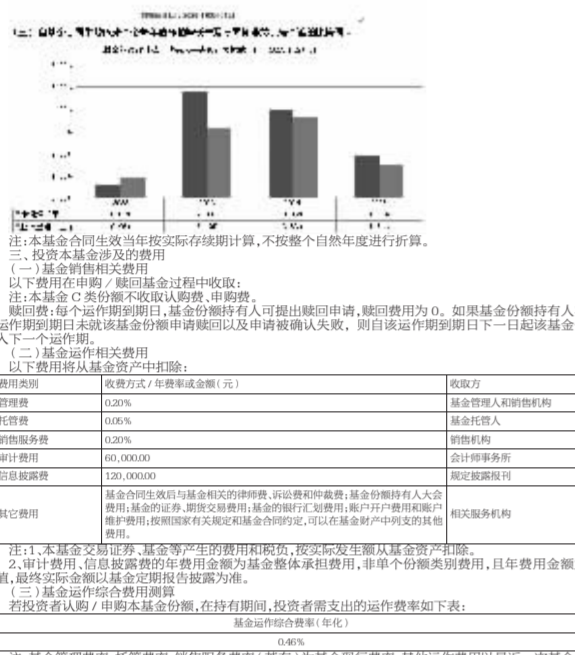 注:本基金合同生效当年按实际存续期计算,不按整个自然年度进行折算。
三、投资本基金涉及的费用
(一)基金销售相关费用
以下费用在申购/赎回基金过程中收取:
注:本基金 C 类份额不收取认购费、申购费。
赎回费:每个运作期到期日,基金份额持有人可提出赎回申请,赎回费用为 0。如果基金份额持有人
运作期到期日未就该基金份额申请赎回以及申请被确认失败,则自该运作期到期日下一日起该基金
入下一个运作期。
(二)基金运作相关费用
以下费用将从基金资产中扣除:
费用类别 收费方式/年费率或金额(元) 收取方
管理费 0.20% 基金管理人和销售机构
托管费 0.05% 基金托管人
销售服务费 0.20% 销售机构
审计费用 60,000.00 会计师事务所
信息披露费 120,000.00 规定披露报刊
其它费用 基金合同生效后与基金相关的律师费、诉讼费和仲裁费;基金份额持有人大会
费用;基金的证券、期货交易费用;基金的银行汇划费用;账户开户费用和账户
维护费用;按照国家有关规定和基金合同约定,可以在基金财产中列支的其他
费用。 相关服务机构
注:1、本基金交易证券、基金等产生的费用和税负,按实际发生额从基金资产扣除。
2、审计费用、信息披露费的年费用金额为基金整体承担费用,非单个份额类别费用,且年费用金额
值,最终实际金额以基金定期报告披露为准。
(三)基金运作综合费用测算
若投资者认购/申购本基金份额,在持有期间,投资者需支出的运作费率如下表:
基金运作综合费率(年化)
0.46%